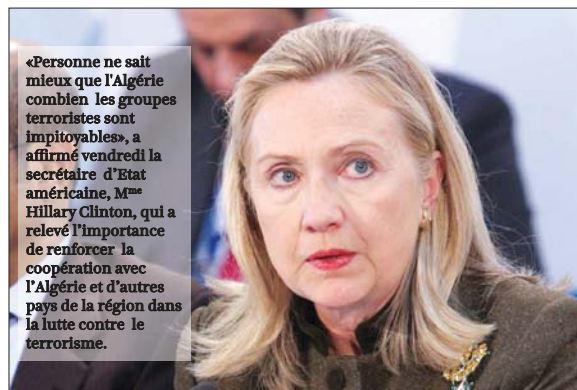 «Personne ne sait
mieux que l'Algérie
combien les groupes
terroristes sont
impitoyables», a
affirmé vendredi la
secrétaire d'Etat
américaine, Mme
Hillary Clinton, qui a
relevé l'importance
de renforcer la
coopération avec
l'Algérie et d'autres
pays de la région dans
la lutte contre le
terrorisme.